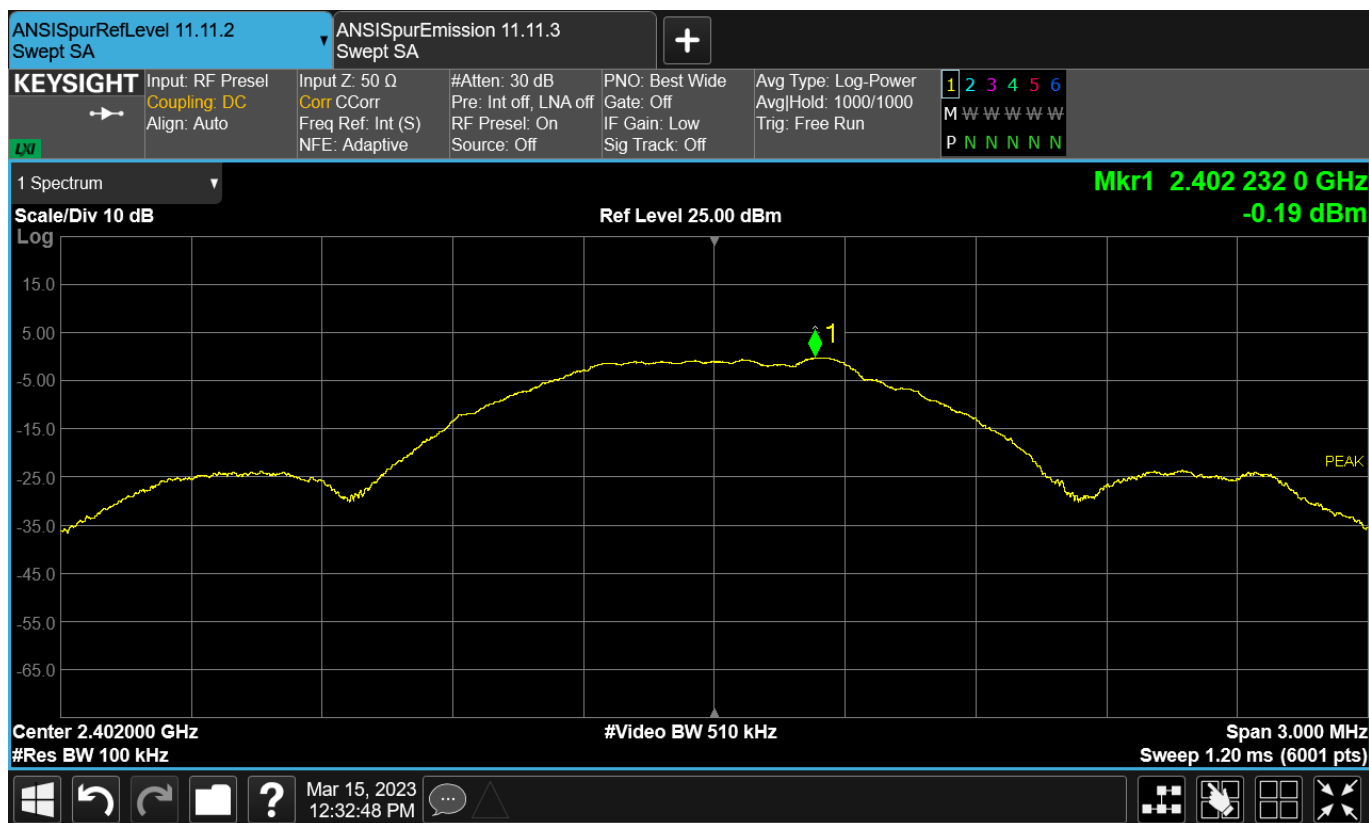 ANSISpurRefLevel 11.11.2
Swept SA
ANSISpurEmission 11.11.3
Swept SA
+
KEYSIGHT
LXI
Input: RF Presel
Coupling: DC
Align: Auto
Input Z: 50 Ω
Corr CCorr
Freq Ref: Int (S)
NFE: Adaptive
#Atten: 30 dB
Pre: Int off, LNA off
RF Presel: On
Source: Off
PNO: Best Wide
Gate: Off
IF Gain: Low
Sig Track: Off
Avg Type: Log-Power
Avg|Hold: 1000/1000
Trig: Free Run
1 2 3 4 5 6
M W W W W W
P N N N N N
1 Spectrum
Mkr1 2.402 232 0 GHz
Scale/Div 10 dB
Ref Level 25.00 dBm
-0.19 dBm
Log
15.0
5.00
1
-5.00
-15.0
PEAK
-25.0
-35.0
-45.0
-55.0
-65.0
Center 2.402000 GHz
#Video BW 510 kHz
Span 3.000 MHz
#Res BW 100 kHz
Sweep 1.20 ms (6001 pts)
?
Mar 15, 2023
12:32:48 PM